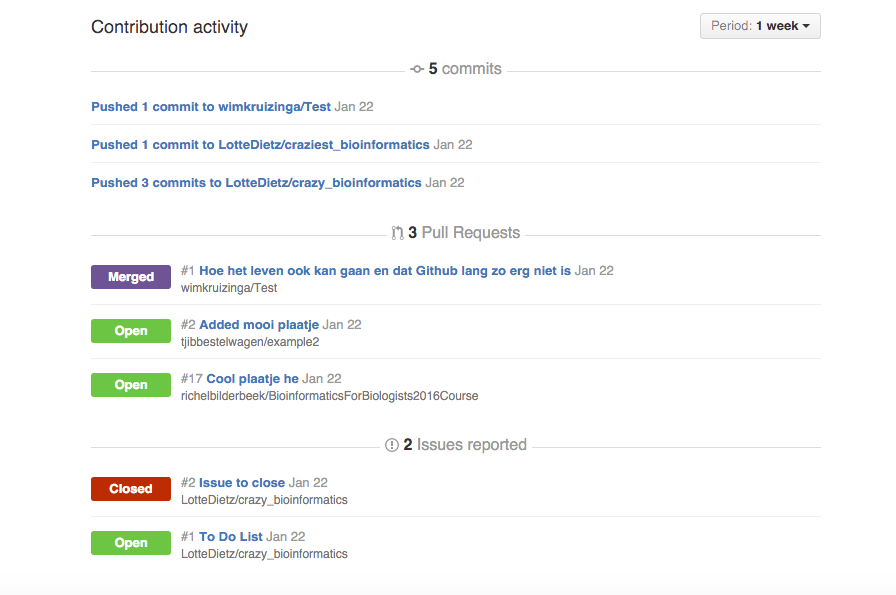 Contribution activity
Period: 1 week
5 commits
Pushed 1 commit to wimkruizinga/Test Jan 22
Pushed 1 commit to LotteDietz/craziest_bioinformatics Jan 22
Pushed 3 commits to LotteDietz/crazy_bioinformatics Jan 22
3 Pull Requests
Merged #1 Hoe het leven ook kan gaan en dat Github lang zo erg niet is Jan 22
wimkruizinga/Test
Open #2 Added mooi plaatje Jan 22
tjibbestelwagen/example2
Open #17 Cool plaatje he Jan 22
richelbilderbeek/BioinformaticsForBiologists2016Course
2 Issues reported
Closed #2 Issue to close Jan 22
LotteDietz/crazy_bioinformatics
Open #1 To Do List Jan 22
LotteDietz/crazy_bioinformatics